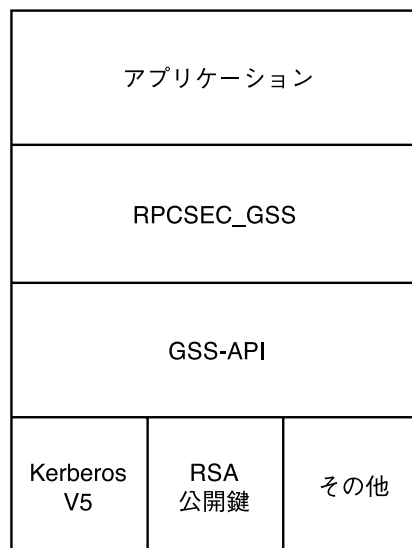 アプリケーション
RPCSEC_GSS
GSS-API
Kerberos
V5
RSA
公開鍵
その他